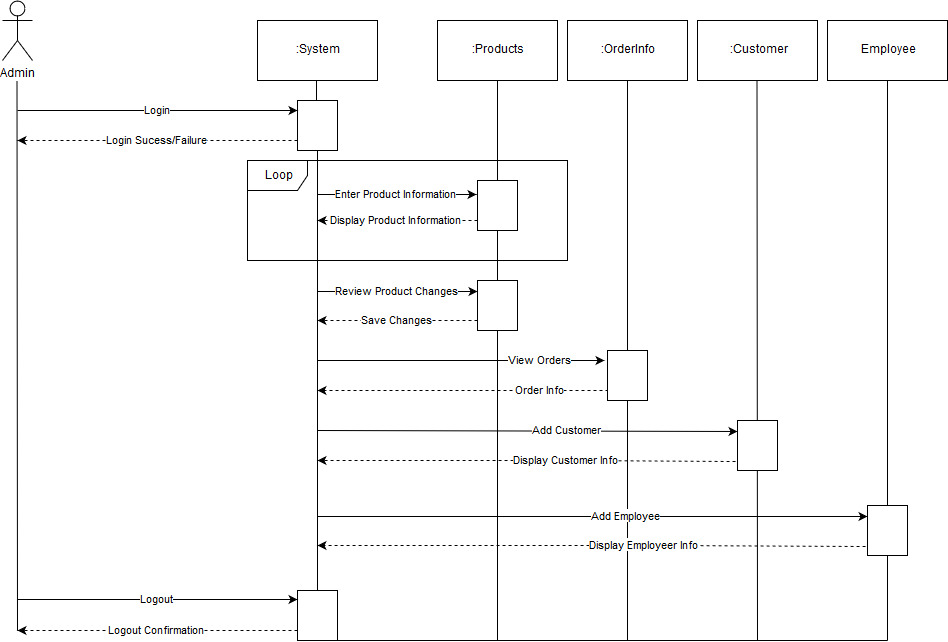 Admin
:System
:Products
:OrderInfo
:Customer
Employee
Login
Login Sucess/Failure
Loop
Enter Product Information
Display Product Information
Review Product Changes
Save Changes
View Orders
Order Info
Add Customer
Display Customer Info
Add Employee
Display Employeer Info
Logout
Logout Confirmation